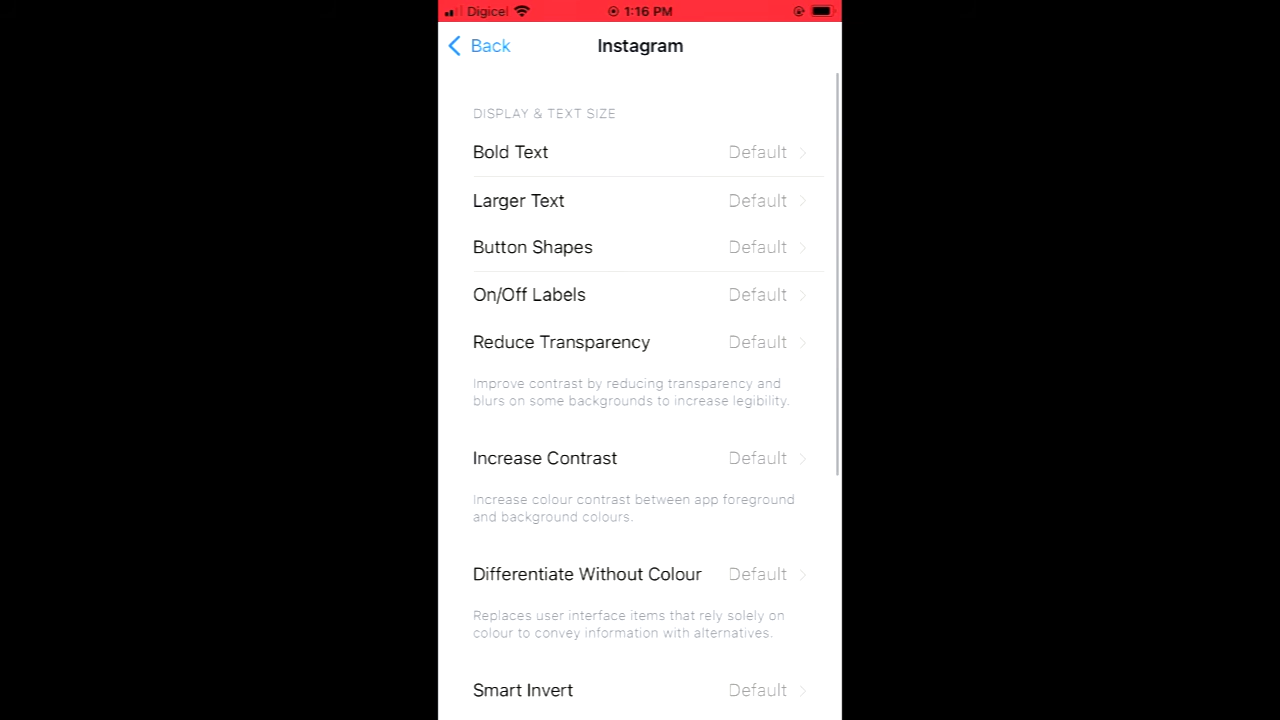 Digicel 1:16 PM
Back Instagram
DISPLAY & TEXT SIZE
Bold Text Default
Larger Text Default
Button Shapes Default
On/Off Labels Default
Reduce Transparency Default
Improve contrast by reducing transparency and
blurs on some backgrounds to increase legibility.
Increase Contrast Default
Increase colour contrast between app foreground
and background colours.
Differentiate Without Colour Default
Replaces user interface items that rely solely on
colour to convey information with alternatives.
Smart Invert Default